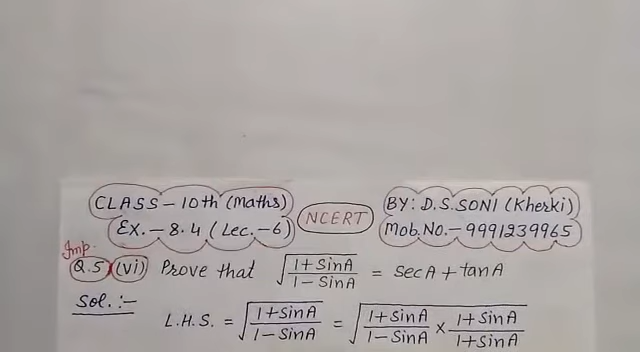 CLASS - 10th (Maths)
EX. - 8.4 (Lec. - 6)
NCERT
BY: D.S.SONI (Kherki)
Mob.No. - 9991239965
Imp.
Q.5 (vi) Prove that √((1+SinA)/(1-SinA)) = secA + tanA
Sol. :-
L.H.S. = √((1+SinA)/(1-SinA)) = √((1+SinA)/(1-SinA) × (1+SinA)/(1+SinA))